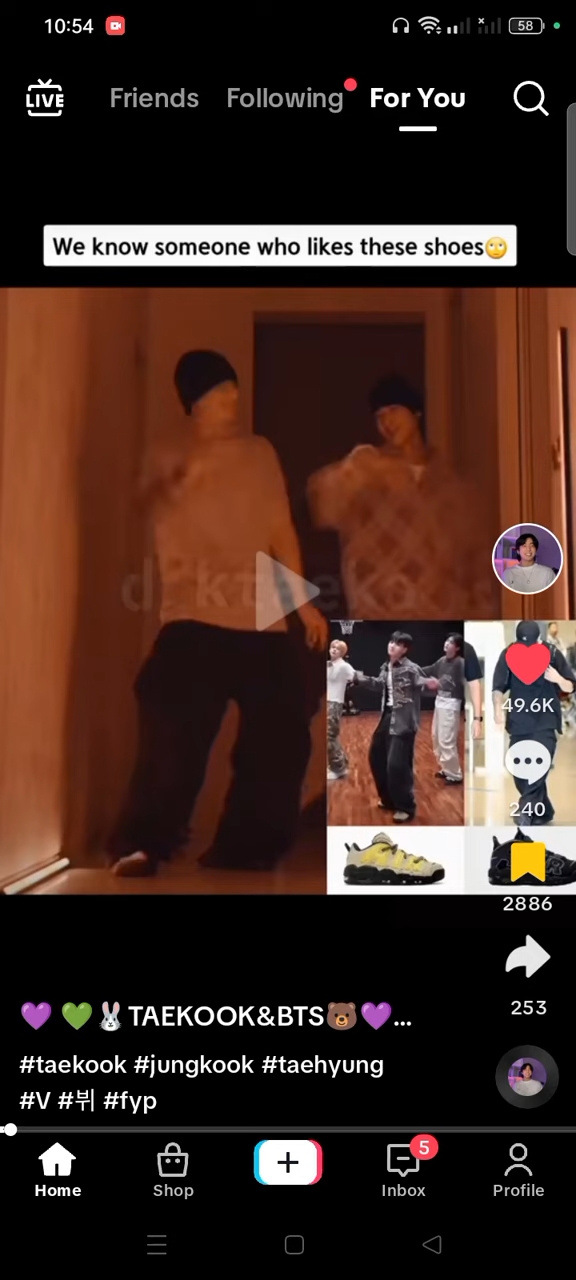 10:54
58
LIVE
Friends
Following
For You
We know someone who likes these shoes🙄
49.6K
240
2886
253
💜 💚🐰TAEKOOK&BTS🐻💜...
#taekook #jungkook #taehyung
#V #뷔 #fyp
Home
Shop
5
Inbox
Profile